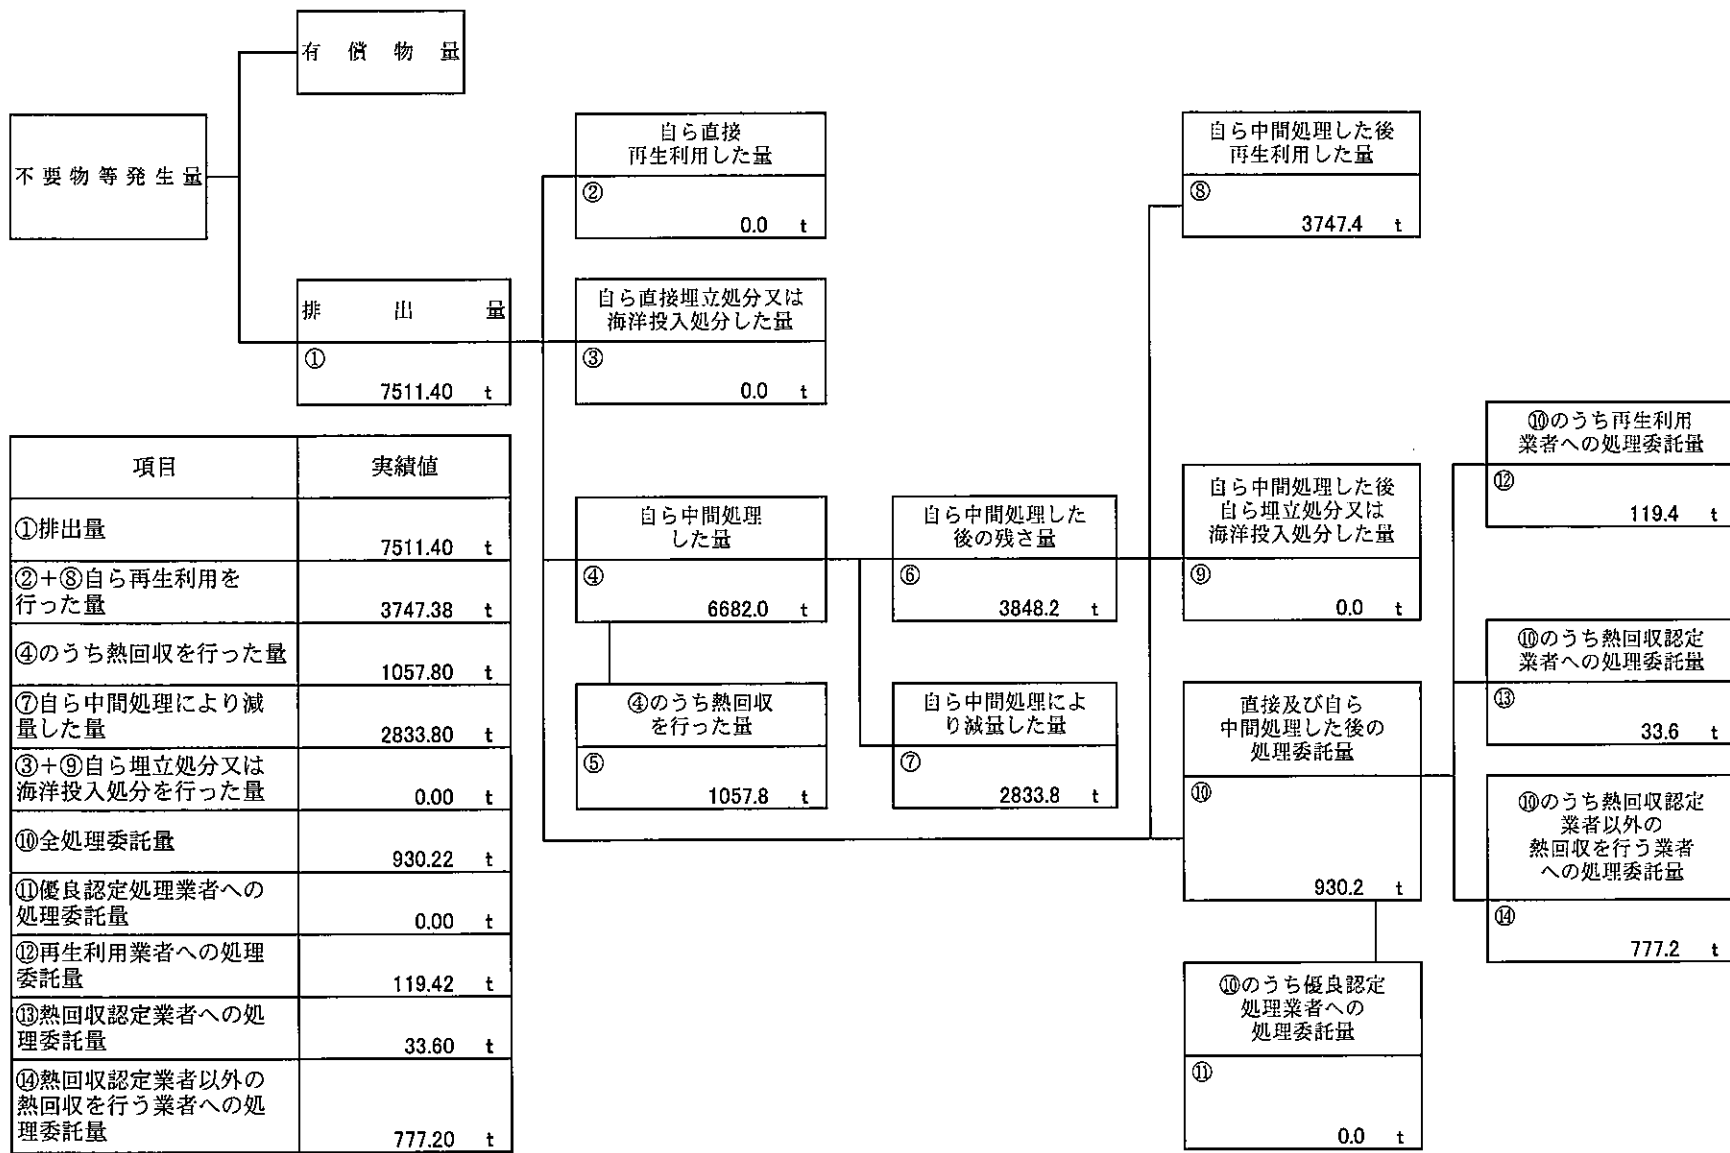 有償物量
不要物等発生量
排出量
①
7511.40 t
自ら直接
再生利用した量
②
0.0 t
自ら直接埋立処分又は
海洋投入処分した量
③
0.0 t
自ら中間処理
した量
④
6682.0 t
④のうち熱回収
を行った量
⑤
1057.8 t
自ら中間処理した
後の残さ量
⑥
3848.2 t
自ら中間処理によ
り減量した量
⑦
2833.8 t
自ら中間処理した後
再生利用した量
⑧
3747.4 t
自ら中間処理した後
自ら埋立処分又は
海洋投入処分した量
⑨
0.0 t
直接及び自ら
中間処理した後の
処理委託量
⑩
930.2 t
⑩のうち優良認定
処理業者への
処理委託量
⑪
0.0 t
⑩のうち再生利用
業者への処理委託量
⑫
119.4 t
⑩のうち熱回収認定
業者への処理委託量
⑬
33.6 t
⑩のうち熱回収認定
業者以外の
熱回収を行う業者
への処理委託量
⑭
777.2 t
項目 実績値
①排出量 7511.40 t
②+⑧自ら再生利用を
行った量 3747.38 t
④のうち熱回収を行った量 1057.80 t
⑦自ら中間処理により減
量した量 2833.80 t
③+⑨自ら埋立処分又は
海洋投入処分を行った量 0.00 t
⑩全処理委託量 930.22 t
⑪優良認定処理業者への
処理委託量 0.00 t
⑫再生利用業者への処理
委託量 119.42 t
⑬熱回収認定業者への処
理委託量 33.60 t
⑭熱回収認定業者以外の
熱回収を行う業者への処
理委託量 777.20 t